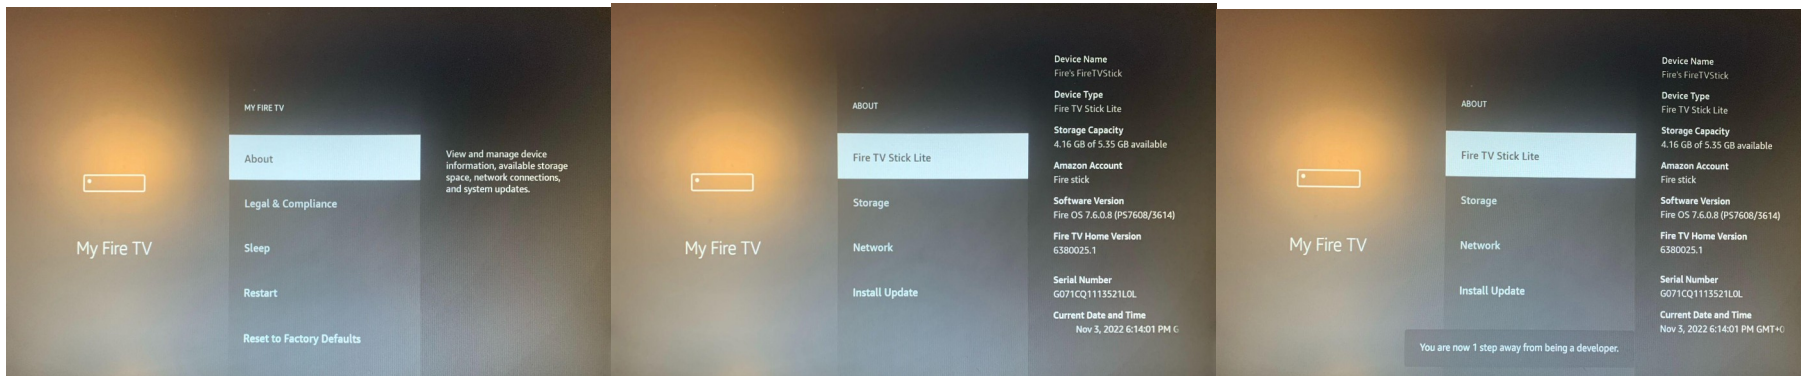 MY FIRE TV
About
Legal & Compliance
Sleep
Restart
Reset to Factory Defaults
My Fire TV
View and manage device
information, available storage
space, network connections,
and system updates.
My Fire TV
ABOUT
Fire TV Stick Lite
Storage
Network
Install Update
Device Name
Fire's FireTVStick
Device Type
Fire TV Stick Lite
Storage Capacity
4.16 GB of 5.35 GB available
Amazon Account
Fire stick
Software Version
Fire OS 7.6.0.8 (PS7608/3614)
Fire TV Home Version
6380025.1
Serial Number
G071CQ1113521L0L
Current Date and Time
Nov 3, 2022 6:14:01 PM G
My Fire TV
ABOUT
Fire TV Stick Lite
Storage
Network
Install Update
Device Name
Fire's FireTVStick
Device Type
Fire TV Stick Lite
Storage Capacity
4.16 GB of 5.35 GB available
Amazon Account
Fire stick
Software Version
Fire OS 7.6.0.8 (PS7608/3614)
Fire TV Home Version
6380025.1
Serial Number
G071CQ1113521L0L
Current Date and Time
Nov 3, 2022 6:14:01 PM GMT+0
You are now 1 step away from being a developer.